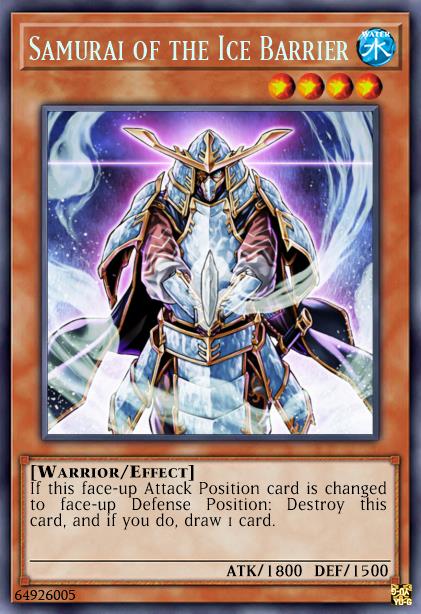 SAMURAI OF THE ICE BARRIER
WATER
水
[WARRIOR/EFFECT]
If this face-up Attack Position card is changed
to face-up Defense Position: Destroy this
card, and if you do, draw 1 card.
ATK/1800 DEF/1500
64926005